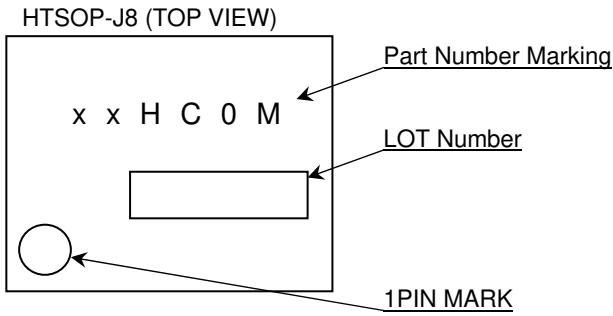 HTSOP-J8 (TOP VIEW)
Part Number Marking
x x H C 0 M
LOT Number
1PIN MARK